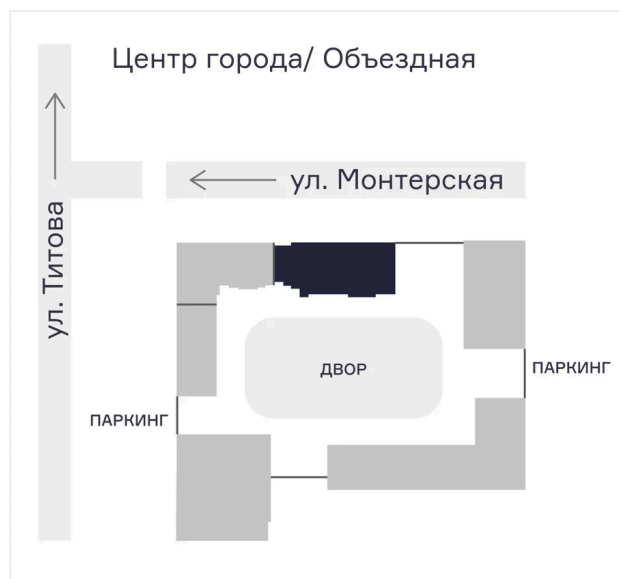 Центр города/ Объездная
ул. Монтерская
ул. Титова
ДВОР
ПАРКИНГ
ПАРКИНГ